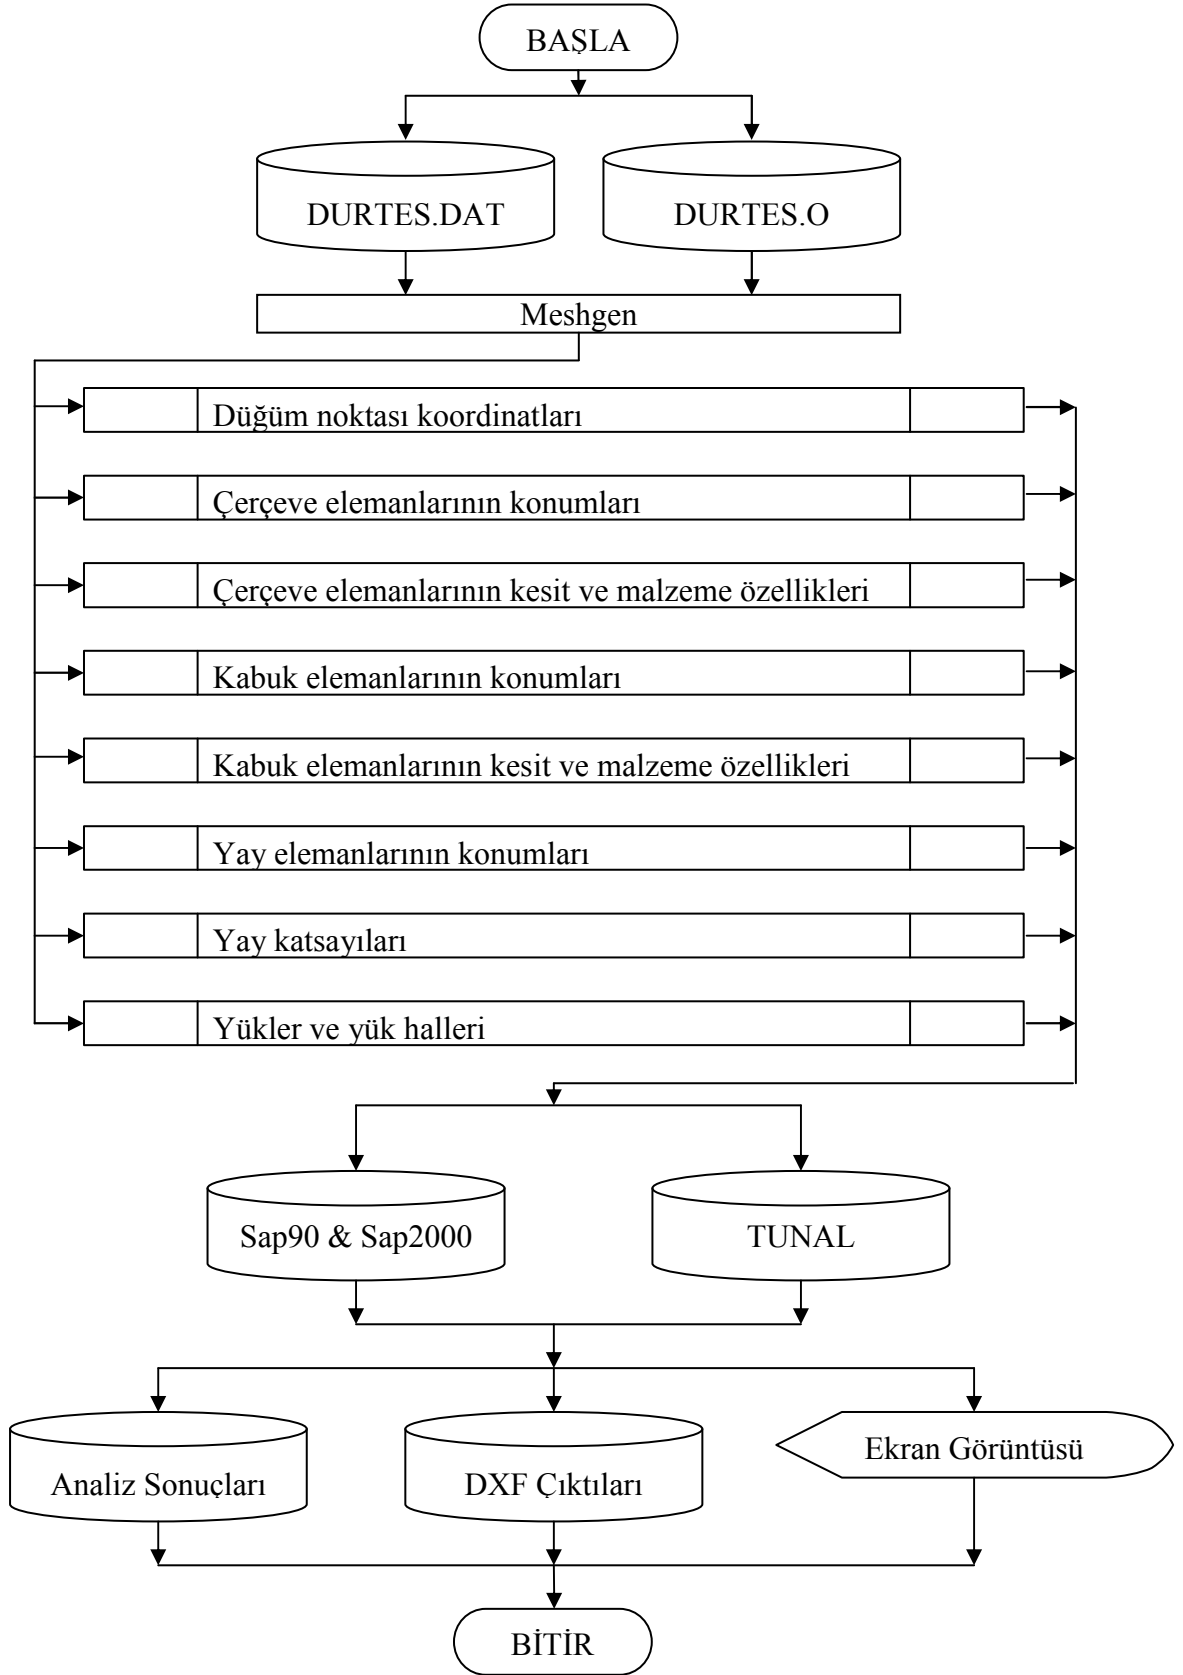 BAŞLA
DURTES.DAT
DURTES.O
Meshgen
Düğüm noktası koordinatları
Çerçeve elemanlarının konumları
Çerçeve elemanlarının kesit ve malzeme özellikleri
Kabuk elemanlarının konumları
Kabuk elemanlarının kesit ve malzeme özellikleri
Yay elemanlarının konumları
Yay katsayıları
Yükler ve yük halleri
Sap90 & Sap2000
TUNAL
Analiz Sonuçları
DXF Çıktıları
Ekran Görüntüsü
BİTİR